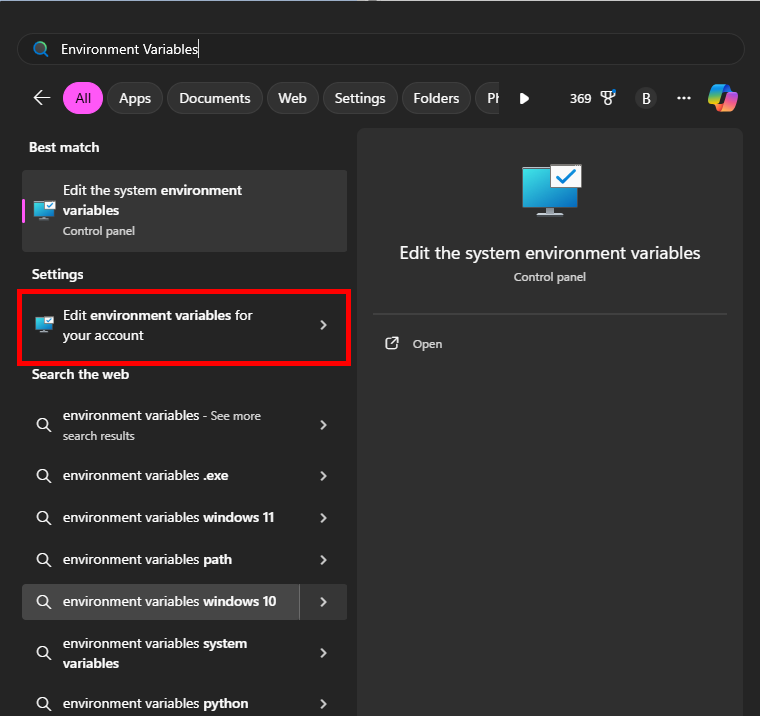 Environment Variables
All
Apps
Documents
Web
Settings
Folders
369
B
Best match
Edit the system environment
variables
Control panel
Settings
Edit environment variables for
your account
Search the web
environment variables - See more
search results
environment variables .exe
environment variables windows 11
environment variables path
environment variables windows 10
environment variables system
variables
environment variables python
Edit the system environment variables
Control panel
Open